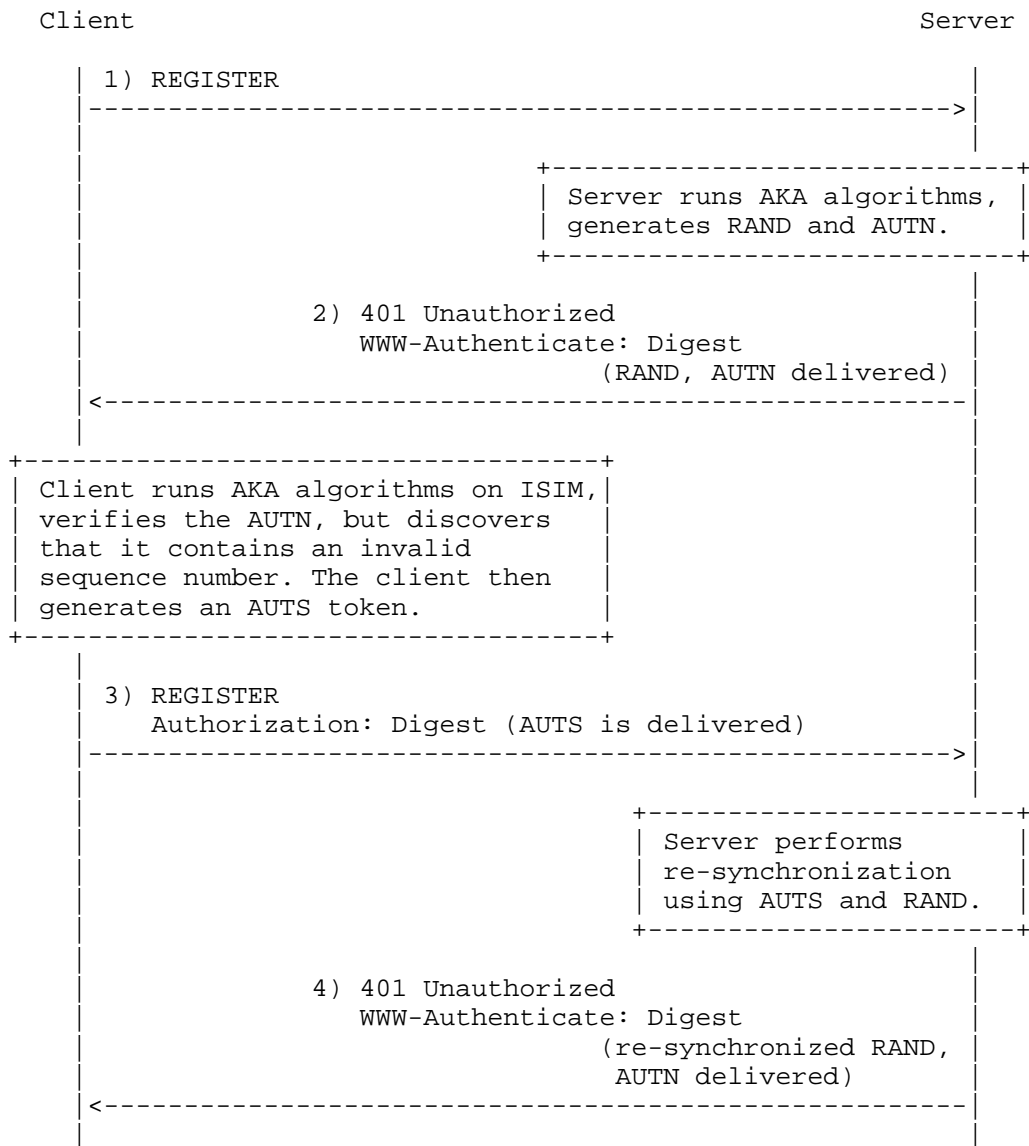 Client Server
1) REGISTER
Server runs AKA algorithms,
generates RAND and AUTN.
2) 401 Unauthorized
WWW-Authenticate: Digest
(RAND, AUTN delivered)
Client runs AKA algorithms on ISIM,
verifies the AUTN, but discovers
that it contains an invalid
sequence number. The client then
generates an AUTS token.
3) REGISTER
Authorization: Digest (AUTS is delivered)
Server performs
re-synchronization
using AUTS and RAND.
4) 401 Unauthorized
WWW-Authenticate: Digest
(re-synchronized RAND,
AUTN delivered)